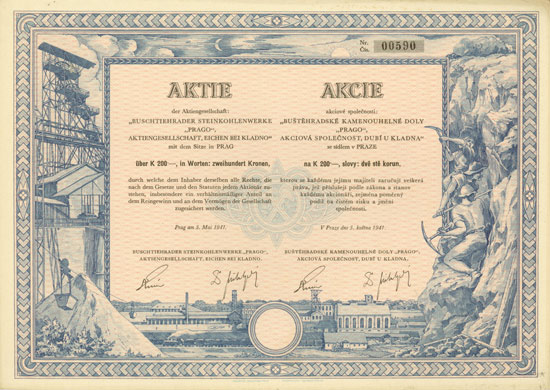 Nr.
Čís. 00590
AKTIE
der Aktiengesellschaft:
„BUSCHTIEHRADER STEINKOHLENWERKE
„PRAGO“,
AKTIENGESELLSCHAFT, EICHEN BEI KLADNO“
mit dem Sitze in PRAG
über K 200·—, in Worten: zweihundert Kronen,
durch welche dem Inhaber derselben alle Rechte, die
nach dem Gesetze und den Statuten jedem Aktionär zu-
stehen, insbesondere ein verhältnismäßiger Anteil an
dem Reingewinn und an dem Vermögen der Gesellschaft
zugesichert werden.
Prag am 5. Mai 1941.
BUSCHTIEHRADER STEINKOHLENWERKE „PRAGO“,
AKTIENGESELLSCHAFT, EICHEN BEI KLADNO.
AKCIE
akciové společnosti:
„BUŠTĚHRADSKÉ KAMENOUHELNÉ DOLY
„PRAGO“,
AKCIOVÁ SPOLEČNOST, DUBÍ U KLADNA“
se sídlem v PRAZE
na K 200·—, slovy: dvě stě korun,
kterou se každému jejímu majiteli zaručují veškerá
práva, jež příslušejí podle zákona a stanov
každému akcionáři, zejména poměrný
podíl na čistém zisku a jmění
společnosti.
V Praze dne 5. května 1941.
BUŠTĚHRADSKÉ KAMENOUHELNÉ DOLY „PRAGO“,
AKCIOVÁ SPOLEČNOST, DUBÍ U KLADNA.